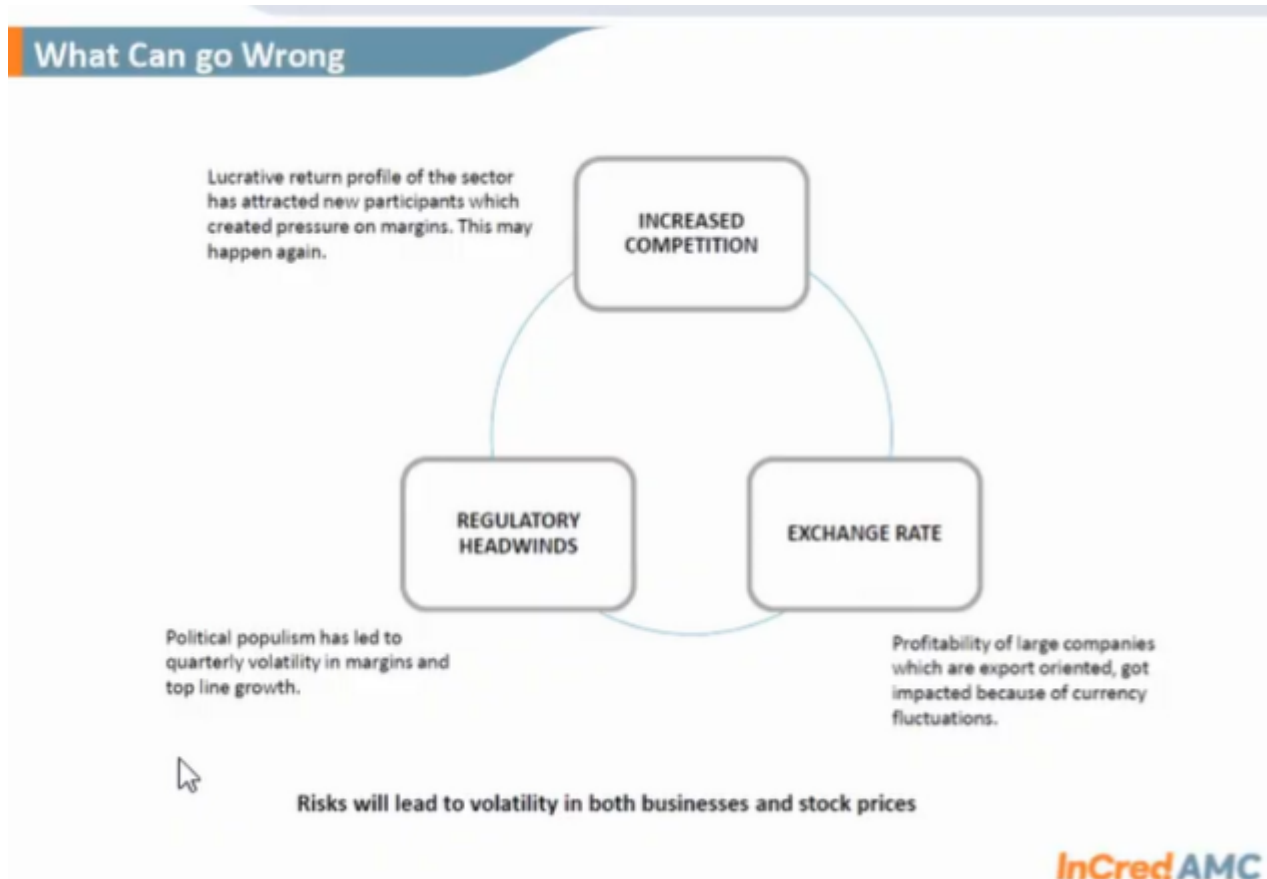 What Can go Wrong
Lucrative return profile of the sector
has attracted new participants which
created pressure on margins. This may
happen again.
INCREASED
COMPETITION
REGULATORY
HEADWINDS
EXCHANGE RATE
Political populism has led to
quarterly volatility in margins and
top line growth.
Profitability of large companies
which are export oriented, got
impacted because of currency
fluctuations.
Risks will lead to volatility in both businesses and stock prices
InCred AMC